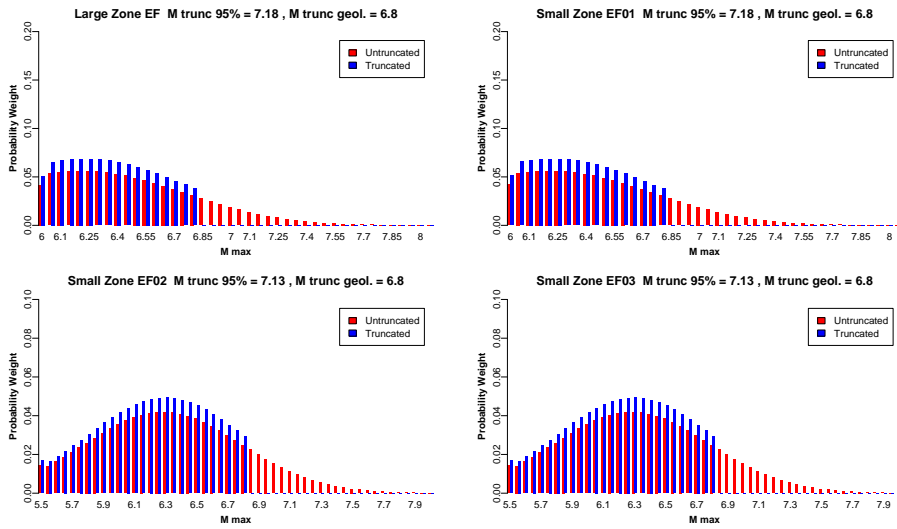 Large Zone EF M trunc 95% = 7.18 , M trunc geol. = 6.8
Probability Weight
0.00 0.05 0.10 0.15 0.20
Untruncated
Truncated
6 6.1 6.25 6.4 6.55 6.7 6.85 7 7.1 7.25 7.4 7.55 7.7 7.85 8
M max
Small Zone EF01 M trunc 95% = 7.18 , M trunc geol. = 6.8
Probability Weight
0.00 0.05 0.10 0.15 0.20
Untruncated
Truncated
6 6.1 6.25 6.4 6.55 6.7 6.85 7 7.1 7.25 7.4 7.55 7.7 7.85 8
M max
Small Zone EF02 M trunc 95% = 7.13 , M trunc geol. = 6.8
Probability Weight
0.00 0.02 0.04 0.06 0.08 0.10
Untruncated
Truncated
5.5 5.7 5.9 6.1 6.3 6.5 6.7 6.9 7.1 7.3 7.5 7.7 7.9
M max
Small Zone EF03 M trunc 95% = 7.13 , M trunc geol. = 6.8
Probability Weight
0.00 0.02 0.04 0.06 0.08 0.10
Untruncated
Truncated
5.5 5.7 5.9 6.1 6.3 6.5 6.7 6.9 7.1 7.3 7.5 7.7 7.9
M max